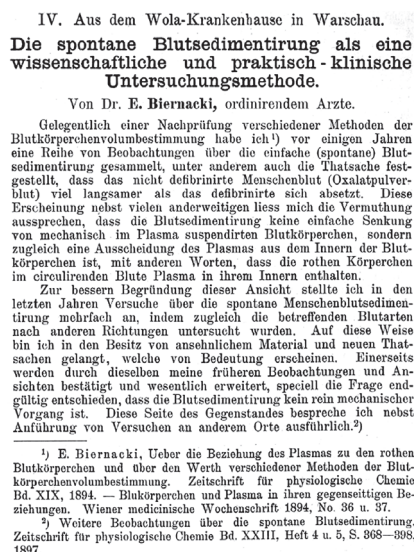 IV. Aus dem Wola-Krankenhause in Warschau.
Die spontane Blutsedimentirung als eine
wissenschaftliche und praktisch-klinische
Untersuchungsmethode.
Von Dr. E. Biernacki, ordinirendem Arzte.
Gelegentlich einer Nachprüfung verschiedener Methoden der
Blutkörperchenvolumbestimmung habe ich¹) vor einigen Jahren
eine Reihe von Beobachtungen über die einfache (spontane) Blut-
sedimentirung gesammelt, unter anderem auch die Thatsache fest-
gestellt, dass das nicht defibrinirte Menschenblut (Oxalatpulver-
blut) viel langsamer als das defibrinirte sich absetzt. Diese
Erscheinung nebst vielen anderweitigen liess mich die Vermuthung
aussprechen, dass die Blutsedimentirung keine einfache Senkung
von mechanisch im Plasma suspendirten Blutkörperchen, sondern
zugleich eine Ausscheidung des Plasmas aus dem Innern der Blut-
körperchen ist, mit anderen Worten, dass die rothen Körperchen
im circulirenden Blute Plasma in ihrem Innern enthalten.
Zur bessern Begründung dieser Ansicht stellte ich in den
letzten Jahren Versuche über die spontane Menschenblutsedimen-
tirung mehrfach an, indem zugleich die betreffenden Blutarten
nach anderen Richtungen untersucht wurden. Auf diese Weise
bin ich in den Besitz von ansehnlichem Material und neuen That-
sachen gelangt, welche von Bedeutung erscheinen. Einerseits
werden durch dieselben meine früheren Beobachtungen und An-
sichten bestätigt und wesentlich erweitert, speciell die Frage end-
gültig entschieden, dass die Blutsedimentirung kein rein mechanischer
Vorgang ist. Diese Seite des Gegenstandes bespreche ich nebst
Anführung von Versuchen an anderem Orte ausführlich.²)
¹) E. Biernacki, Ueber die Beziehung des Plasmas zu den rothen
Blutkörperchen und über den Werth verschiedener Methoden der Blut-
körperchenvolumbestimmung. Zeitschrift für physiologische Chemie
Bd. XIX, 1894. — Blukörperchen und Plasma in ihren gegenseittigen Be-
ziehungen. Wiener medicinische Wochenschrift 1894, No. 36 u. 37.
²) Weitere Beobachtungen über die spontane Blutsedimentirung.
Zeitschrift für physiologische Chemie Bd. XXIII, Heft 4 u. 5, S. 368—398,
1897